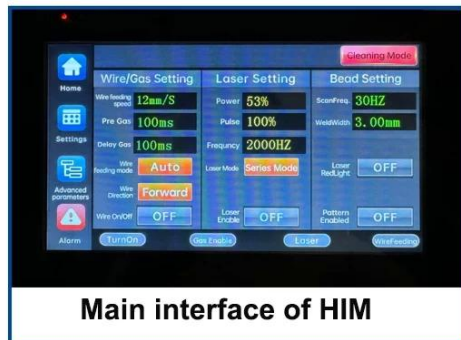 Cleaning Mode
Home
Wire/Gas Setting
Laser Setting
Bead Setting
Wire feeding speed 12mm/S
Power 53%
ScanFreq. 30HZ
Settings
Pre Gas 100ms
Pulse 100%
WeldWidth 3.00mm
Delay Gas 100ms
Frequncy 2000HZ
Advanced parameters
Wire feeding mode Auto
Laser Mode Series Mode
Laser RedLight OFF
Wire Direction Forward
Alarm
Wire On/Off OFF
Laser Enable OFF
Pattern Enabled OFF
TurnOn
Gas Enable
Laser
WireFeeding
Main interface of HIM